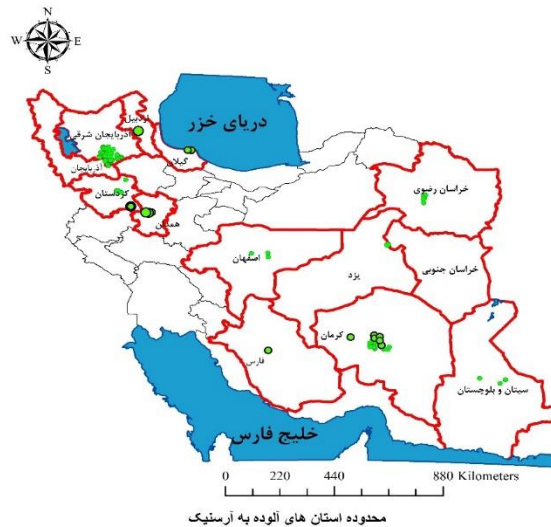 N
W E
S
دریای خزر
اردبیل
آذربایجان شرقی
گیلان
آذربایجان
کردستان
همدان
خراسان رضوی
اصفهان
یزد
خراسان جنوبی
کرمان
فارس
سیتان و بلوچستان
خلیج فارس
0 220 440 880 Kilometers
محدوده استان های آلوده به آرسنیک